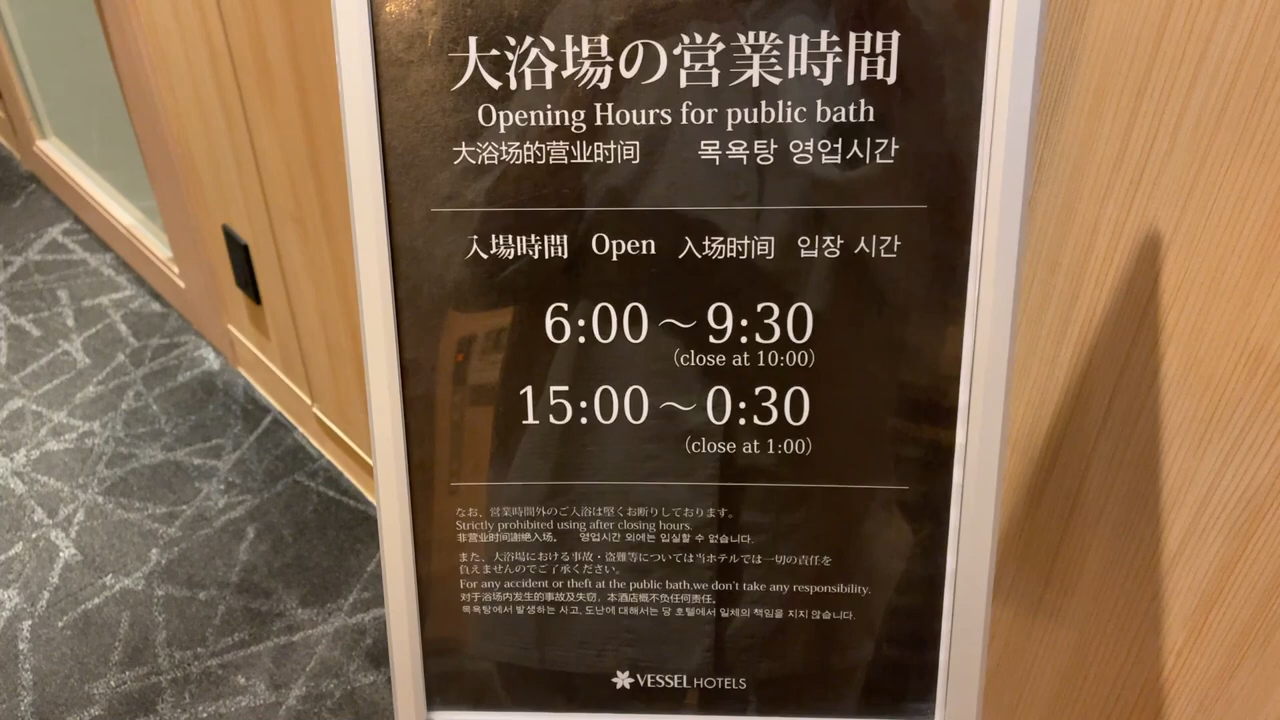 大浴場の営業時間
Opening Hours for public bath
大浴场的营业时间 목욕탕 영업시간
入場時間 Open 入场时间 입장 시간
6:00～9:30
(close at 10:00)
15:00～0:30
(close at 1:00)
なお、営業時間外のご入浴は堅くお断りしております。
Strictly prohibited using after closing hours.
非营业时间謝绝入场。 영업시간 외에는 입실할 수 없습니다.
また、大浴場における事故・盗難等については当ホテルでは一切の責任を
負えませんのでご了承ください。
For any accident or theft at the public bath,we don't take any responsibility.
对于浴场内发生的事故及失窃，本酒店概不负任何责任。
목욕탕에서 발생하는 사고, 도난에 대해서는 당 호텔에서 일체의 책임을 지지 않습니다.
VESSEL HOTELS